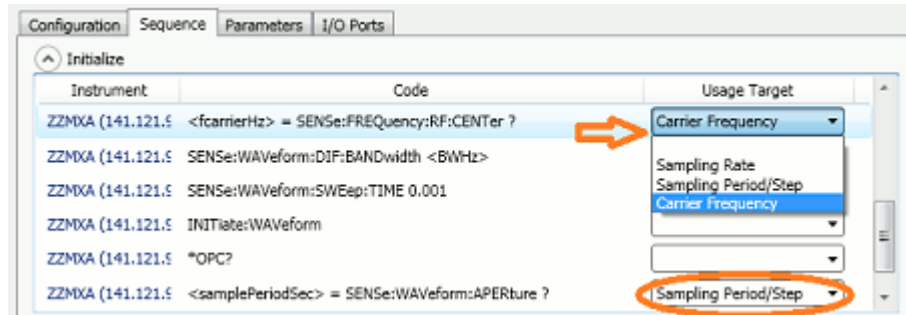 Configuration Sequence Parameters I/O Ports
Initialize
Instrument Code Usage Target
ZZMXA (141.121.9 <fcarrierHz> = SENSe:FREQuency:RF:CENTer ? Carrier Frequency
ZZMXA (141.121.9 SENSe:WAVeform:DIF:BANDwidth <BWHz>
Sampling Rate
Sampling Period/Step
Carrier Frequency
ZZMXA (141.121.9 SENSe:WAVeform:SWEep:TIME 0.001
ZZMXA (141.121.9 INITiate:WAVeform
ZZMXA (141.121.9 *OPC?
ZZMXA (141.121.9 <samplePeriodSec> = SENSe:WAVeform:APERture ? Sampling Period/Step